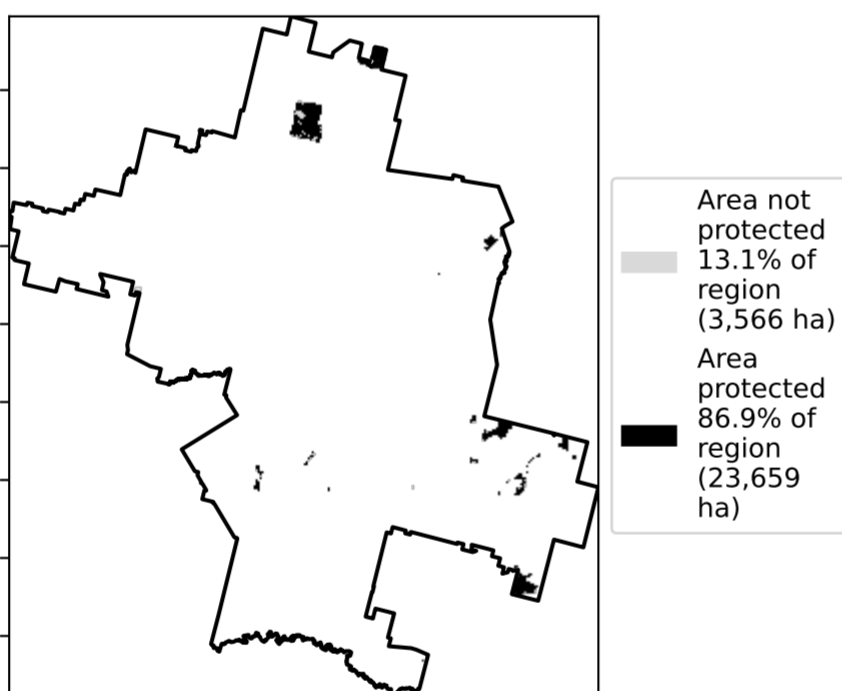 Area not
protected
13.1% of
region
(3,566 ha)
Area
protected
86.9% of
region
(23,659
ha)